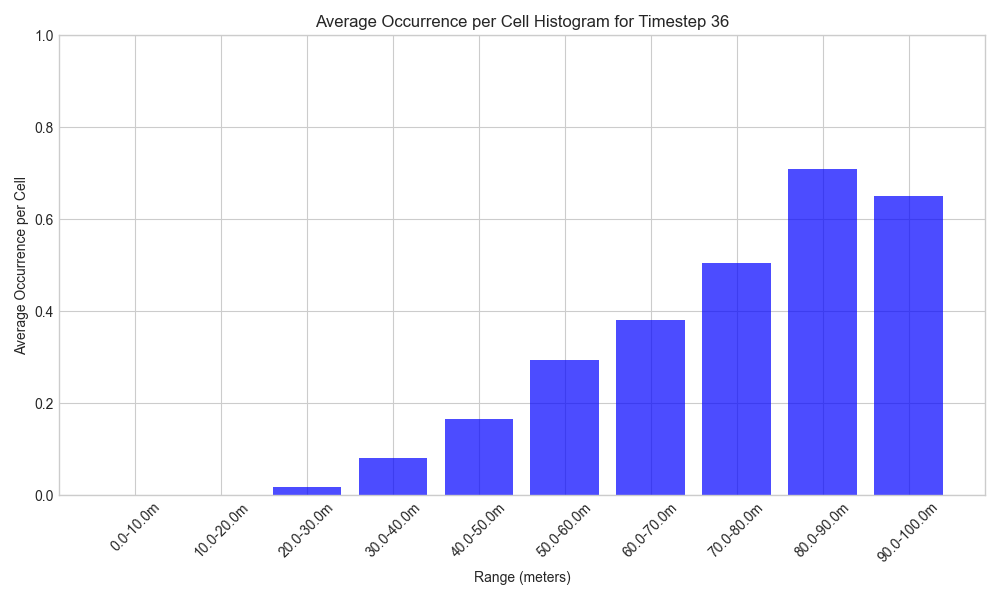 Average Occurrence per Cell Histogram for Timestep 36
Average Occurrence per Cell
1.0
0.8
0.6
0.4
0.2
0.0
0.0-10.0m
10.0-20.0m
20.0-30.0m
30.0-40.0m
40.0-50.0m
50.0-60.0m
60.0-70.0m
70.0-80.0m
80.0-90.0m
90.0-100.0m
Range (meters)